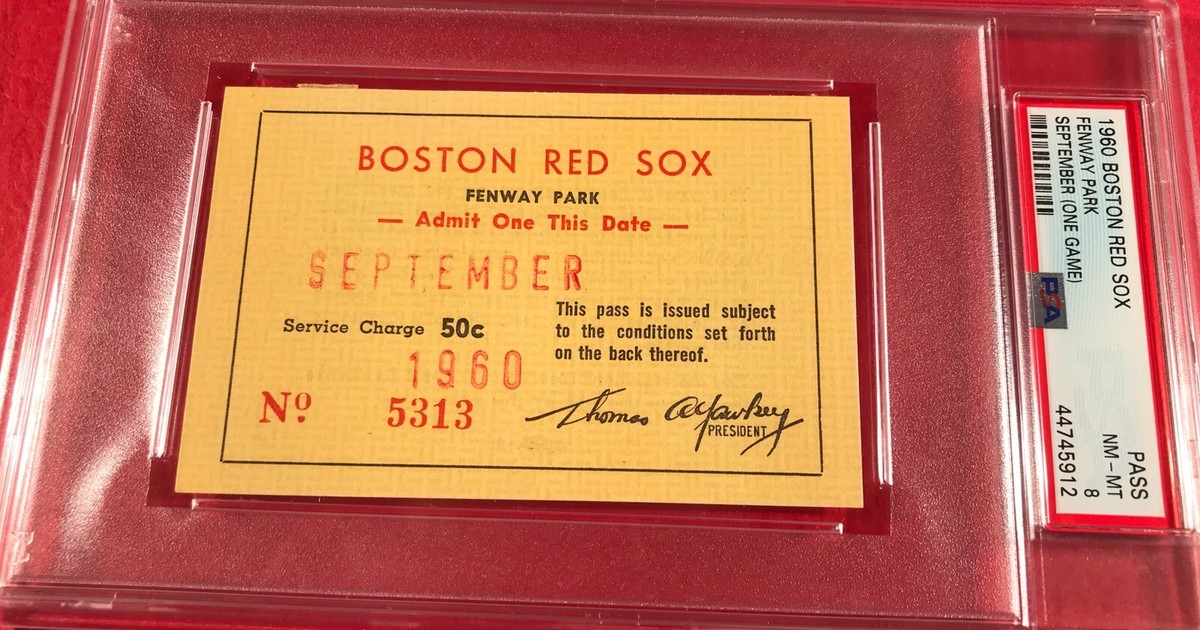 BOSTON RED SOX
FENWAY PARK
— Admit One This Date —
SEPTEMBER
Service Charge 50c
This pass is issued subject
to the conditions set forth
on the back thereof.
1960
Nº 5313
Thomas A Yawkey
PRESIDENT
1960 BOSTON RED SOX
FENWAY PARK
SEPTEMBER (ONE GAME)
PSA
PASS
NM - MT
8
44745912